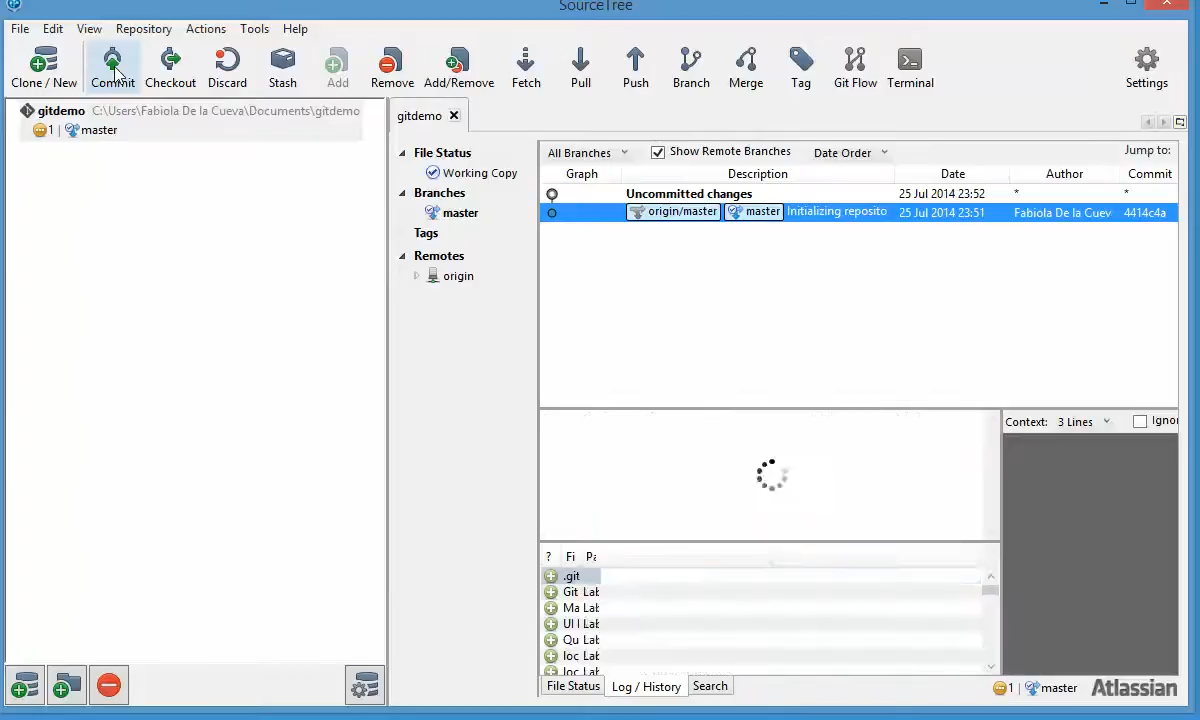 SourceTree
File Edit View Repository Actions Tools Help
Clone / New Commit Checkout Discard Stash Add Remove Add/Remove Fetch Pull Push Branch Merge Tag Git Flow Terminal Settings
gitdemo C:\Users\Fabiola De la Cueva\Documents\gitdemo
1 | master
gitdemo
File Status
Working Copy
Branches
master
Tags
Remotes
origin
All Branches Show Remote Branches Date Order Jump to:
Graph Description Date Author Commit
Uncommitted changes 25 Jul 2014 23:52 * *
origin/master master Initializing reposito 25 Jul 2014 23:51 Fabiola De la Cuev 4414c4a
Context: 3 Lines Ignor
? Fi Pa
.git
Git Lab
Ma Lab
UI I Lab
Qu Lab
loc Lab
loc Lab
File Status Log / History Search
1 | master Atlassian